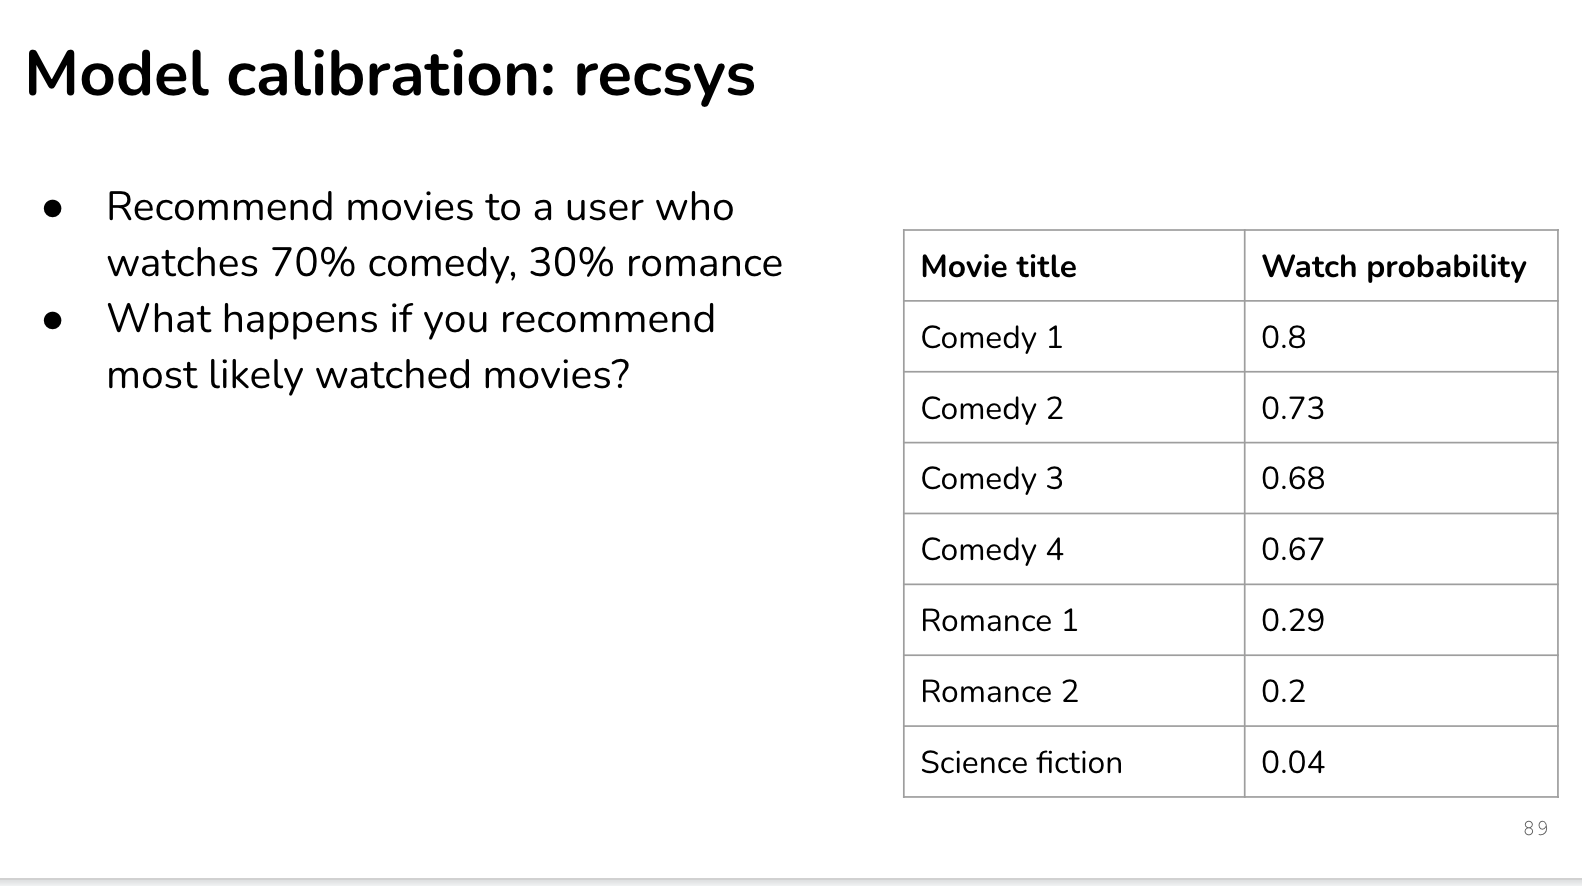 Model calibration: recsys
● Recommend movies to a user who
watches 70% comedy, 30% romance
● What happens if you recommend
most likely watched movies?
Movie title Watch probability
Comedy 1 0.8
Comedy 2 0.73
Comedy 3 0.68
Comedy 4 0.67
Romance 1 0.29
Romance 2 0.2
Science fiction 0.04
89